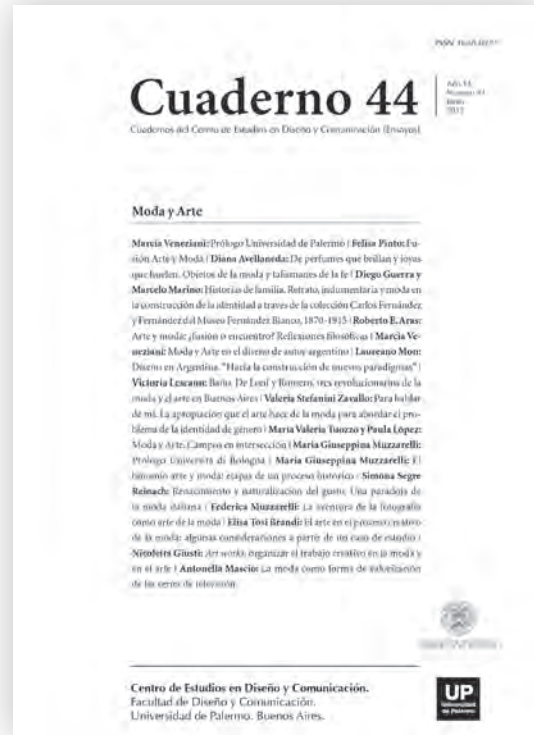 Cuaderno 44
Cuadernos del Centro de Estudios en Diseño y Comunicación [Ensayos]
Moda y Arte
Marcia Veneziani: Prólogo Universidad de Palermo | Felisa Pinto: Fu-
sión Arte y Moda | Diana Avellaneda: De perfumes que brillan y joyas
que huelen. Objetos de la moda y talismanes de la fe | Diego Guerra y
Marcelo Marino: Historias de familia. Retrato, indumentaria y moda en
la construcción de la identidad a través de la colección Carlos Fernández
y Fernández del Museo Fernández Blanco, 1870-1915 | Roberto E. Aras:
Arte y moda: ¿fusión o encuentro? Reflexiones filosóficas | Marcia Ve-
neziani: Moda y Arte en el diseño de autor argentino | Laureano Mon:
Diseño en Argentina. "Hacia la construcción de nuevos paradigmas" |
Victoria Lescano: Baño, De Loof y Romero, tres revolucionarios de la
moda y el arte en Buenos Aires | Valeria Stefanini Zavallo: Para hablar
de mí. La apropiación que el arte hace de la moda para abordar el pro-
blema de la identidad de género | María Valeria Tuozzo y Paula López:
Moda y Arte. Campos en intersección | Maria Giuseppina Muzzarelli:
Prólogo Università di Bologna | Maria Giuseppina Muzzarelli: El
binomio arte y moda: etapas de un proceso histórico | Simona Segre
Reinach: Renacimiento y naturalización del gusto. Una paradoja de
la moda italiana | Federica Muzzarelli: La aventura de la fotografía
como arte de la moda | Elisa Tosi Brandi: El arte en el proceso creativo
de la moda: algunas consideraciones a partir de un caso de estudio |
Nicoletta Giusti: Art works: organizar el trabajo creativo en la moda y
en el arte | Antonella Mascio: La moda como forma de valorización
de las series de televisión.
Centro de Estudios en Diseño y Comunicación.
Facultad de Diseño y Comunicación.
Universidad de Palermo. Buenos Aires.
UP
Universidad
de Palermo